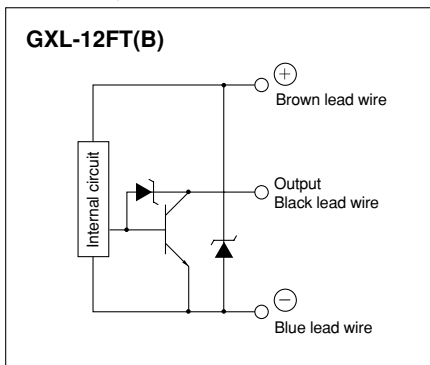 GXL-12FT(B)
+
Brown lead wire
Internal circuit
Output
Black lead wire
−
Blue lead wire